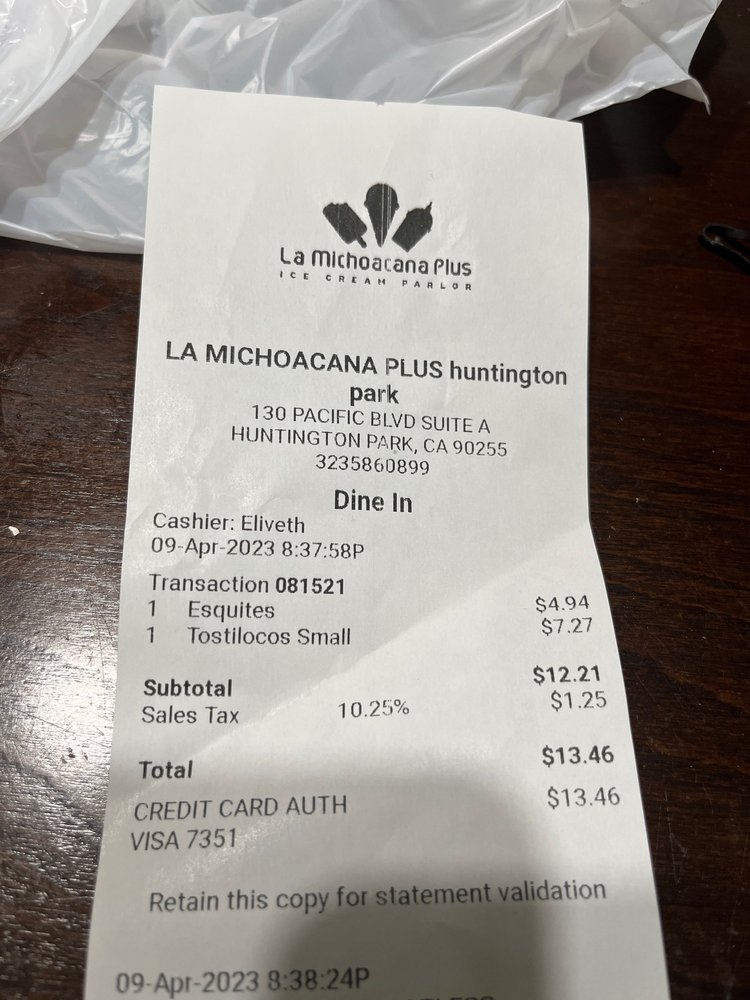 La Michoacana Plus
ICE CREAM PARLOR
LA MICHOACANA PLUS huntington
park
130 PACIFIC BLVD SUITE A
HUNTINGTON PARK, CA 90255
3235860899
Dine In
Cashier: Eliveth
09-Apr-2023 8:37:58P
Transaction 081521
1 Esquites $4.94
1 Tostilocos Small $7.27
Subtotal $12.21
Sales Tax 10.25% $1.25
Total $13.46
CREDIT CARD AUTH $13.46
VISA 7351
Retain this copy for statement validation
09-Apr-2023 8:38:24P